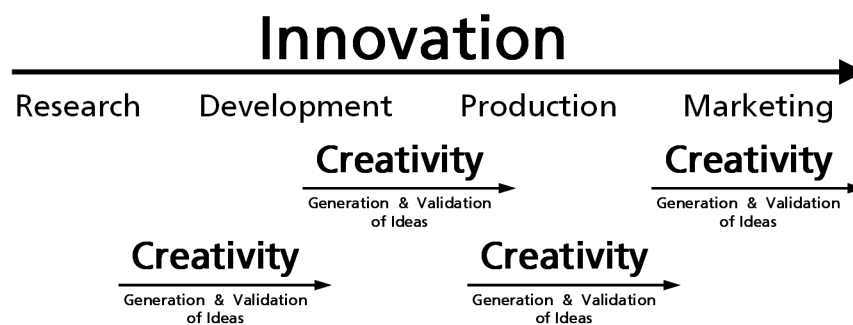 Innovation
Research Development Production Marketing
Creativity Creativity
Generation & Validation Generation & Validation
of Ideas of Ideas
Creativity Creativity
Generation & Validation Generation & Validation
of Ideas of Ideas